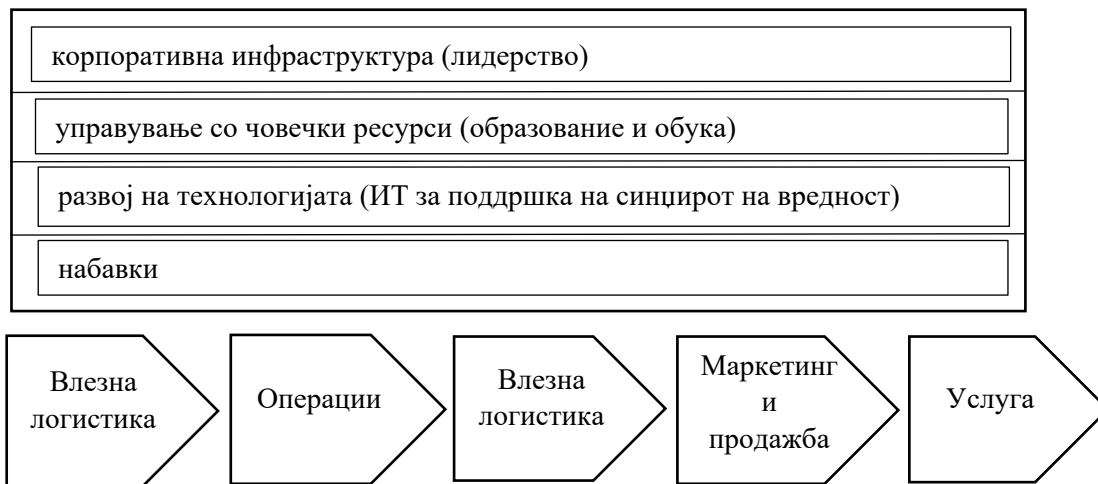 корпоративна инфраструктура (лидерство)
управување со човечки ресурси (образование и обука)
развој на технологијата (ИТ за поддршка на синџирот на вредност)
набавки
Влезна
логистика
Операции
Влезна
логистика
Маркетинг
и
продажба
Услуга